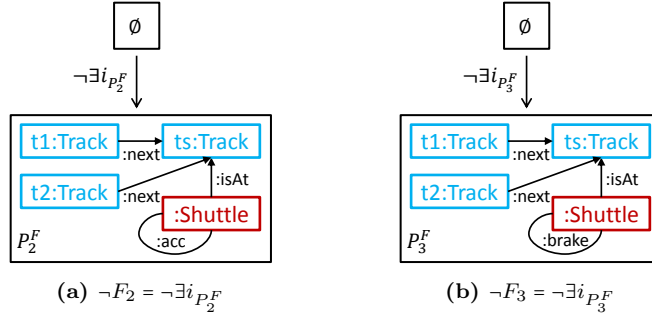 ∅
¬∃i_{P_2^F}
t1:Track
:next
ts:Track
t2:Track
:next
:isAt
:Shuttle
:acc
P_2^F
(a) ¬F_2 = ¬∃i_{P_2^F}
∅
¬∃i_{P_3^F}
t1:Track
:next
ts:Track
t2:Track
:next
:isAt
:Shuttle
:brake
P_3^F
(b) ¬F_3 = ¬∃i_{P_3^F}